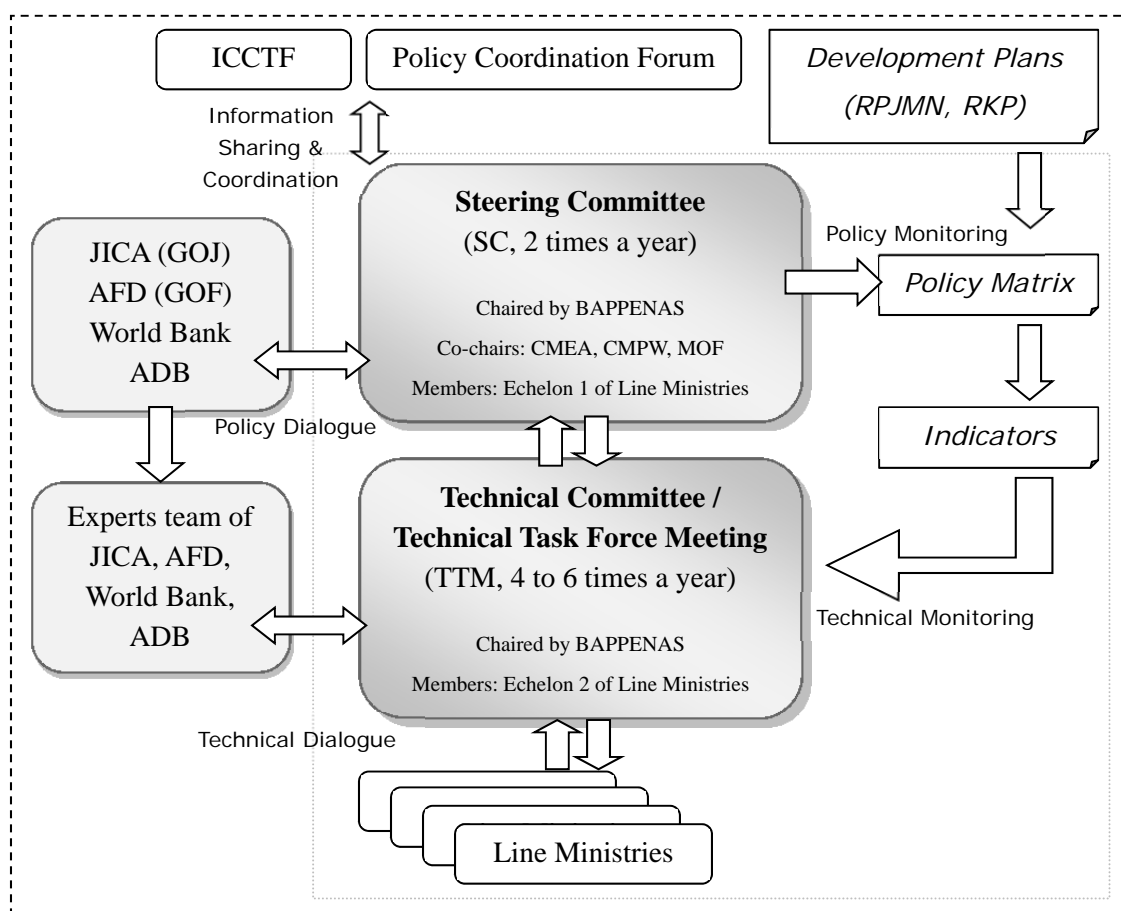 ICCTF
Policy Coordination Forum
Development Plans
(RPJMN, RKP)
Information
Sharing &
Coordination
Steering Committee
(SC, 2 times a year)
Chaired by BAPPENAS
Co-chairs: CMEA, CMPW, MOF
Members: Echelon 1 of Line Ministries
Policy Monitoring
Policy Matrix
JICA (GOJ)
AFD (GOF)
World Bank
ADB
Policy Dialogue
Indicators
Experts team of
JICA, AFD,
World Bank,
ADB
Technical Committee /
Technical Task Force Meeting
(TTM, 4 to 6 times a year)
Chaired by BAPPENAS
Members: Echelon 2 of Line Ministries
Technical Monitoring
Technical Dialogue
Line Ministries